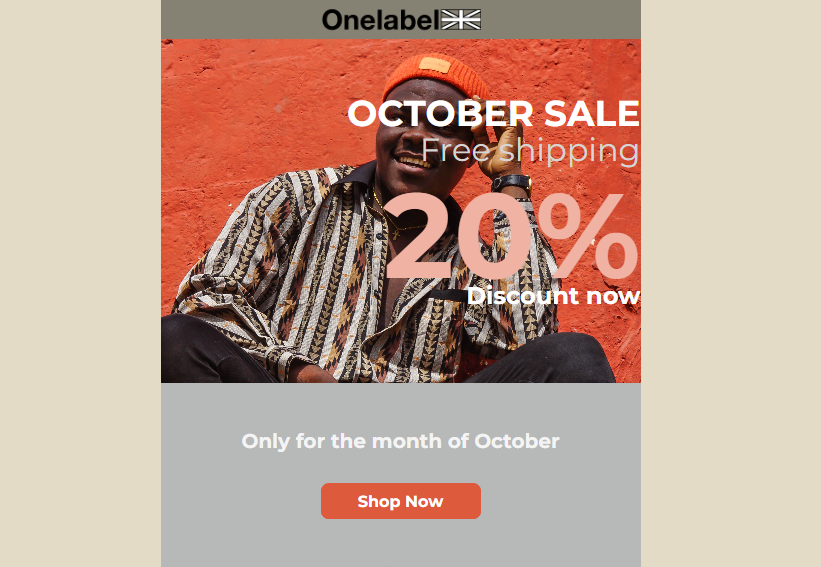 Onelabel
OCTOBER SALE
Free shipping
20%
Discount now
Only for the month of October
Shop Now